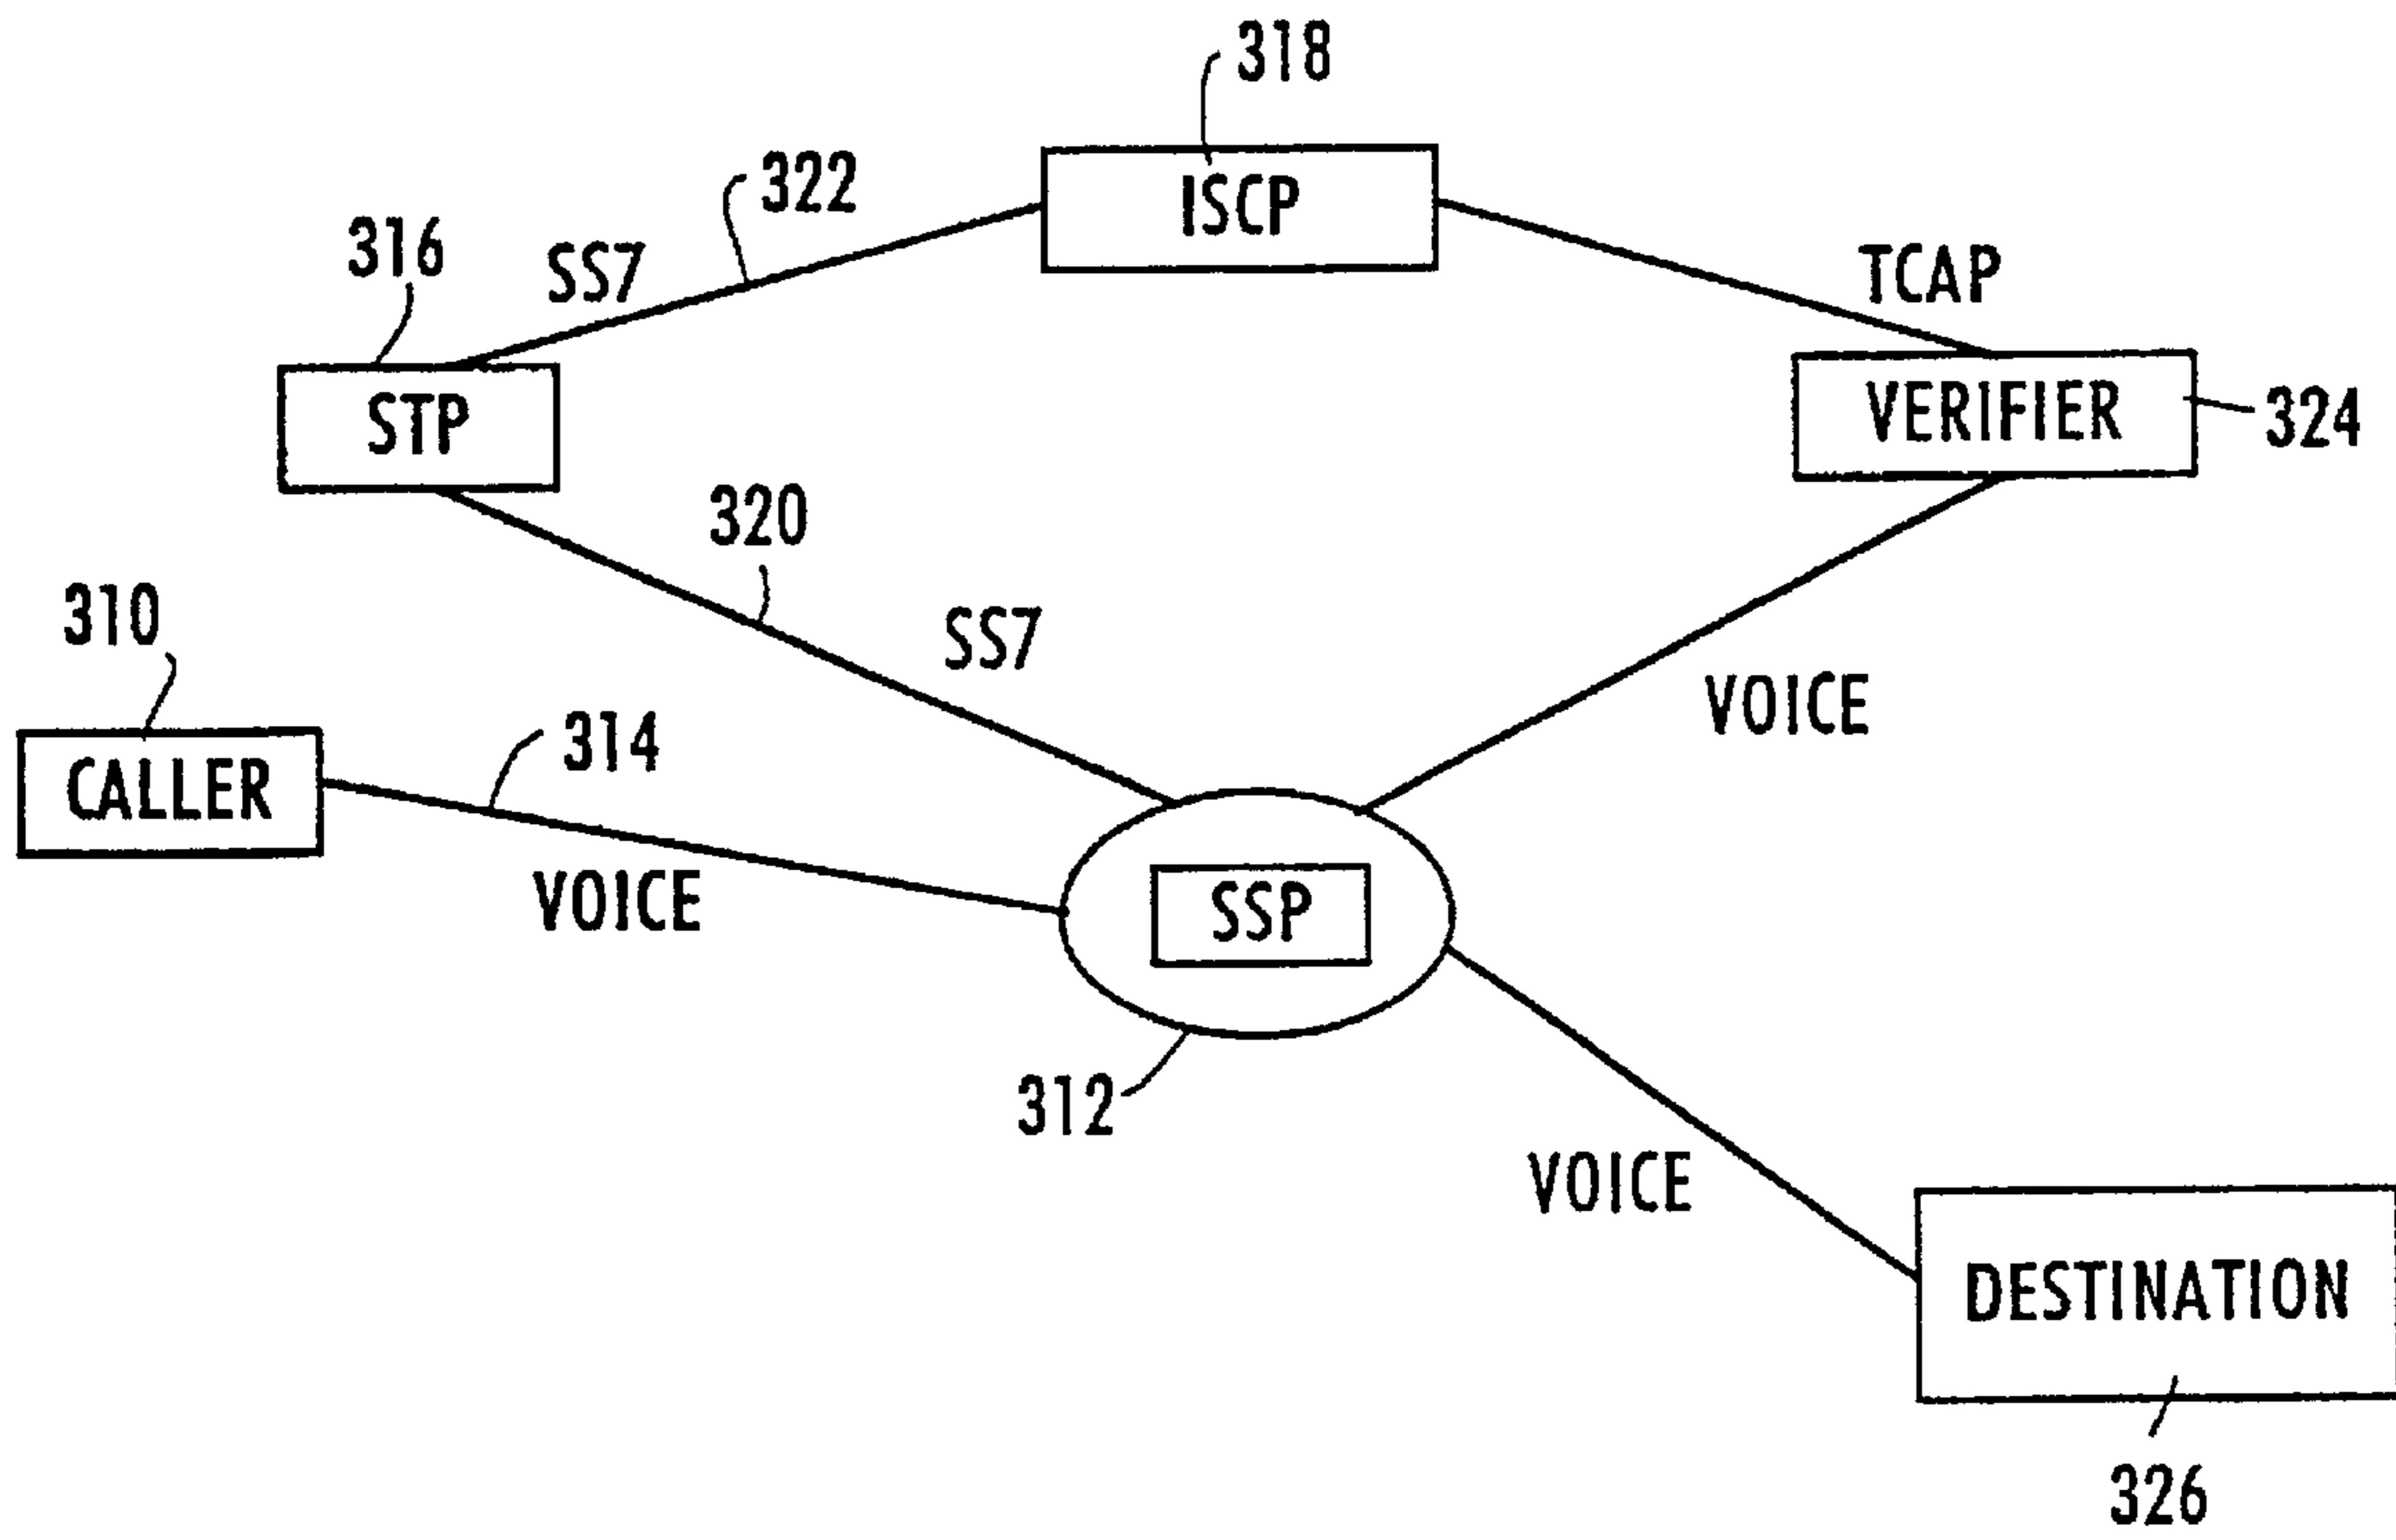 318
322
ISCP
316
SS7
TCAP
STP
VERIFIER
324
320
310
SS7
314
VOICE
CALLER
VOICE
SSP
312
VOICE
DESTINATION
326